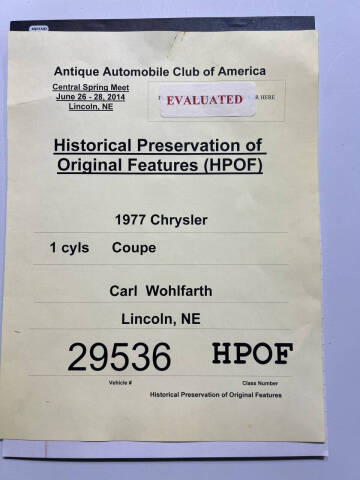 Antique Automobile Club of America
Central Spring Meet
June 26 - 28, 2014
Lincoln, NE
EVALUATED
R HERE
Historical Preservation of
Original Features (HPOF)
1977 Chrysler
1 cyls Coupe
Carl Wohlfarth
Lincoln, NE
29536 HPOF
Vehicle # Class Number
Historical Preservation of Original Features